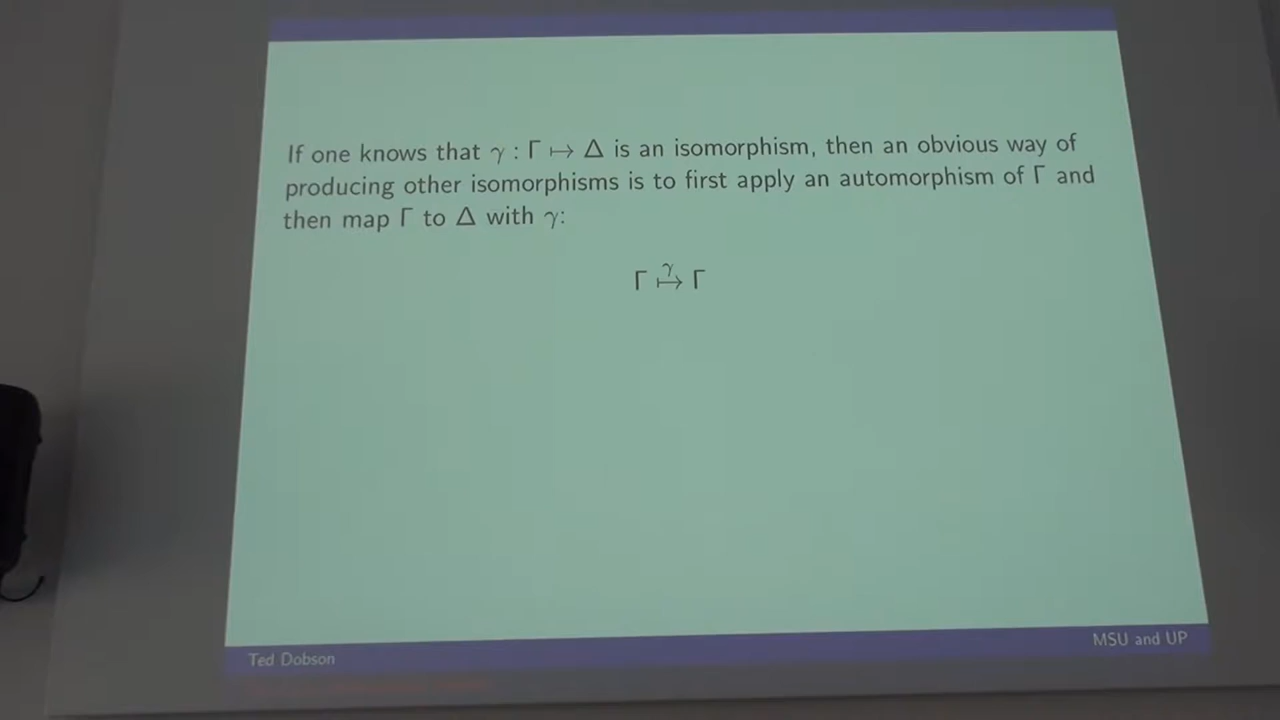 If one knows that γ : Γ ↦ Δ is an isomorphism, then an obvious way of
producing other isomorphisms is to first apply an automorphism of Γ and
then map Γ to Δ with γ:
Γ ↦^γ Γ
Ted Dobson
MSU and UP